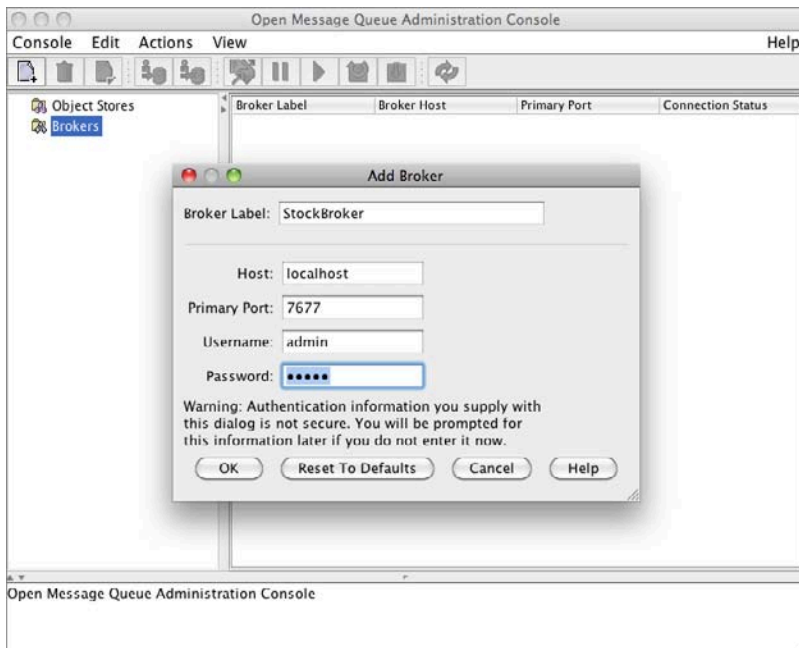 Open Message Queue Administration Console
Console Edit Actions View Help
Object Stores
Brokers
Broker Label Broker Host Primary Port Connection Status
Add Broker
Broker Label: StockBroker
Host: localhost
Primary Port: 7677
Username: admin
Password: •••••
Warning: Authentication information you supply with
this dialog is not secure. You will be prompted for
this information later if you do not enter it now.
OK Reset To Defaults Cancel Help
Open Message Queue Administration Console